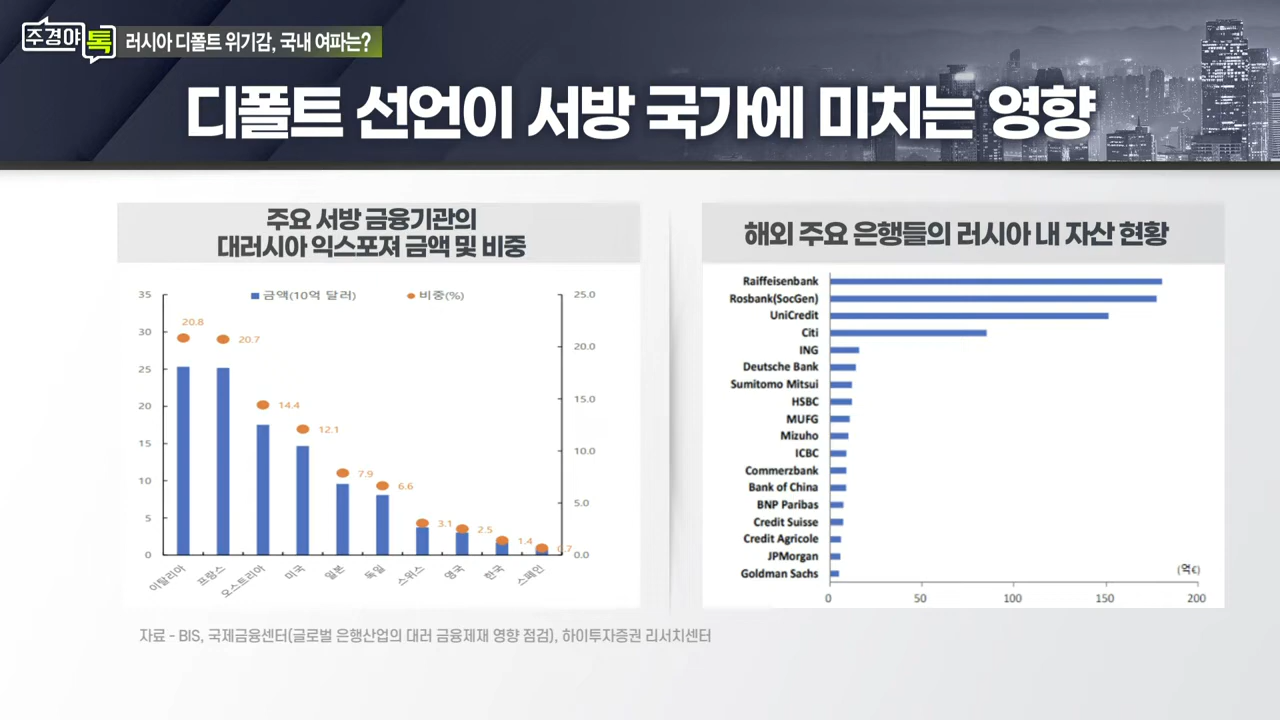 주경야톡
러시아 디폴트 위기감, 국내 여파는?
디폴트 선언이 서방 국가에 미치는 영향
주요 서방 금융기관의
대러시아 익스포져 금액 및 비중
금액(10억 달러)
비중(%)
35
30
25
20
15
10
5
0
25.0
20.0
15.0
10.0
5.0
0.0
20.8
20.7
14.4
12.1
7.9
6.6
3.1
2.5
1.4
0.7
이탈리아
프랑스
오스트리아
미국
일본
독일
스위스
영국
한국
스페인
해외 주요 은행들의 러시아 내 자산 현황
Raiffeisenbank
Rosbank(SocGen)
UniCredit
Citi
ING
Deutsche Bank
Sumitomo Mitsui
HSBC
MUFG
Mizuho
ICBC
Commerzbank
Bank of China
BNP Paribas
Credit Suisse
Credit Agricole
JPMorgan
Goldman Sachs
(억€)
0
50
100
150
200
자료 - BIS, 국제금융센터(글로벌 은행산업의 대러 금융제재 영향 점검), 하이투자증권 리서치센터